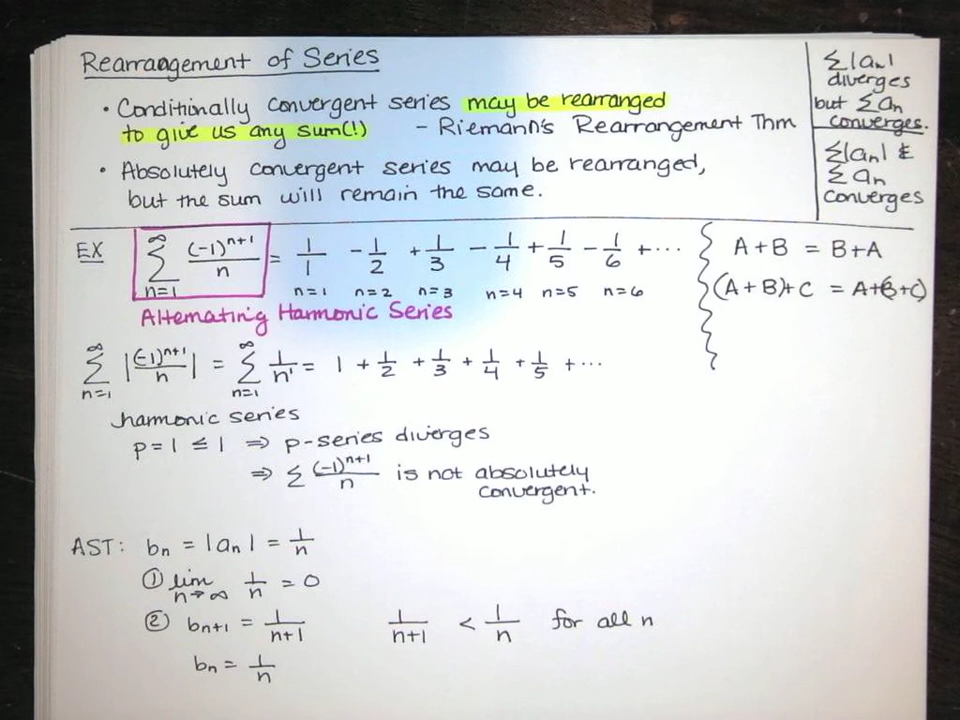 Rearrangement of Series
• Conditionally convergent series may be rearranged
to give us any sum(!) - Riemann's Rearrangement Thm
• Absolutely convergent series may be rearranged,
but the sum will remain the same.
Σ|an|
diverges
but Σan
converges.
Σ|an| &
Σan
converges
EX ∞Σn=1 (-1)^(n+1)/n = 1/1 - 1/2 + 1/3 - 1/4 + 1/5 - 1/6 + ...
n=1 n=2 n=3 n=4 n=5 n=6
Alternating Harmonic Series
A+B = B+A
(A+B)+C = A+(B+C)
∞Σn=1 |(-1)^(n+1)/n| = ∞Σn=1 1/n^1 = 1 + 1/2 + 1/3 + 1/4 + 1/5 + ...
harmonic series
p=1 ≤ 1 ⇒ p-series diverges
⇒ Σ (-1)^(n+1)/n is not absolutely
convergent.
AST: bn = |an| = 1/n
① lim n→∞ 1/n = 0
② bn+1 = 1/(n+1) 1/(n+1) < 1/n for all n
bn = 1/n